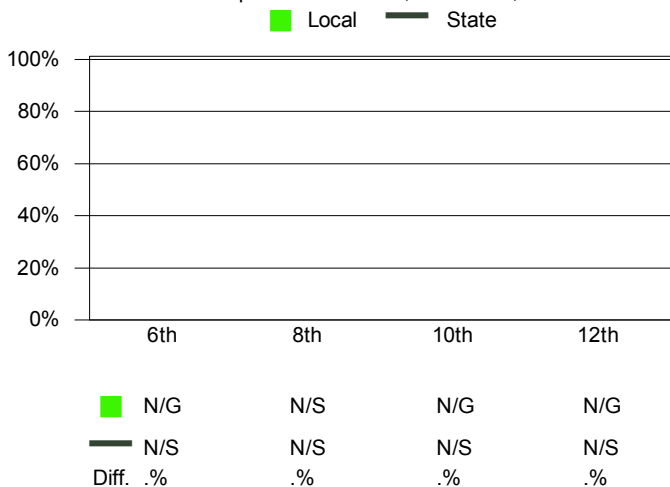 Local State
100%
80%
60%
40%
20%
0%
6th 8th 10th 12th
N/G N/S N/G N/G
N/S N/S N/S N/S
Diff. .% .% .% .%